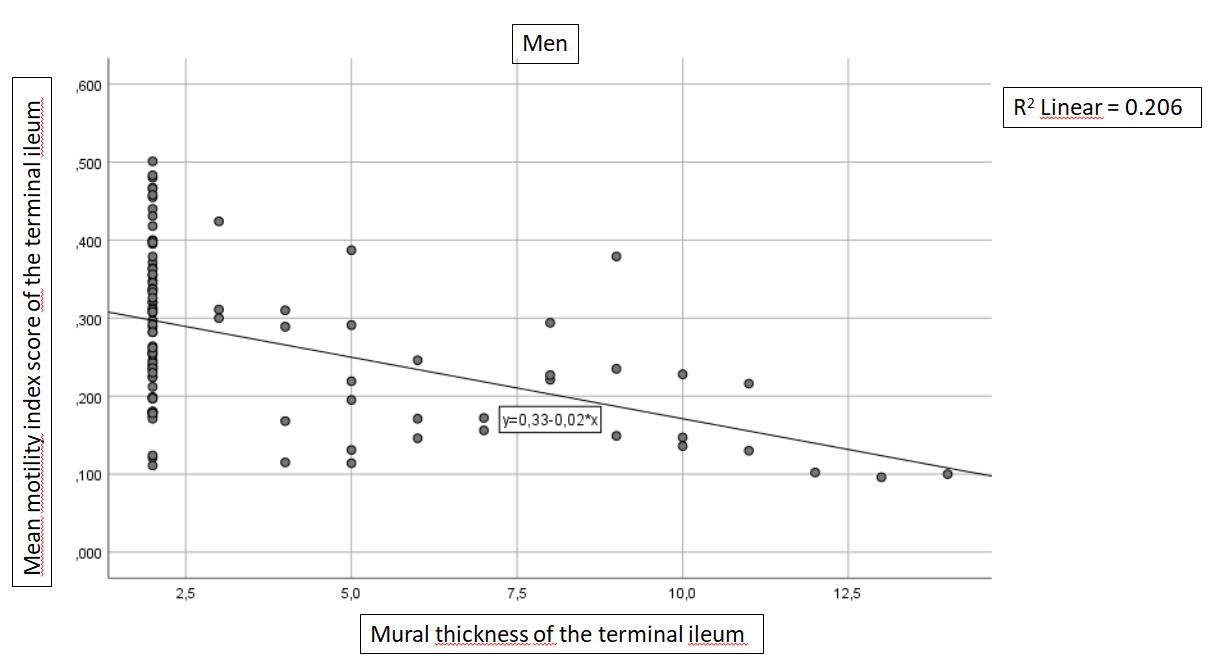 Men
R² Linear = 0.206
Mean motility index score of the terminal ileum
,600
,500
,400
,300
,200
,100
,000
y=0,33-0,02*x
2,5
5,0
7,5
10,0
12,5
Mural thickness of the terminal ileum